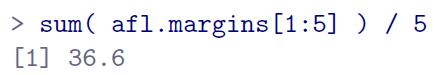 > sum( afl.margins[1:5] ) / 5
[1] 36.6